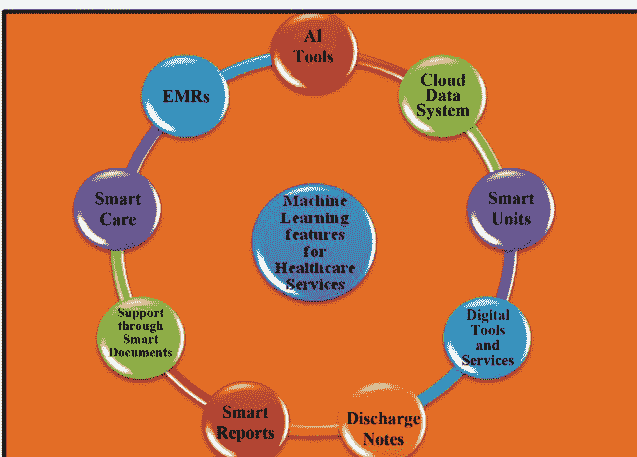 AI
Tools
Cloud
Data
System
Smart
Units
Digital
Tools
and
Services
Discharge
Notes
Smart
Reports
Support
through
Smart
Documents
Smart
Care
EMRs
Machine
Learning
features
for
Healthcare
Services